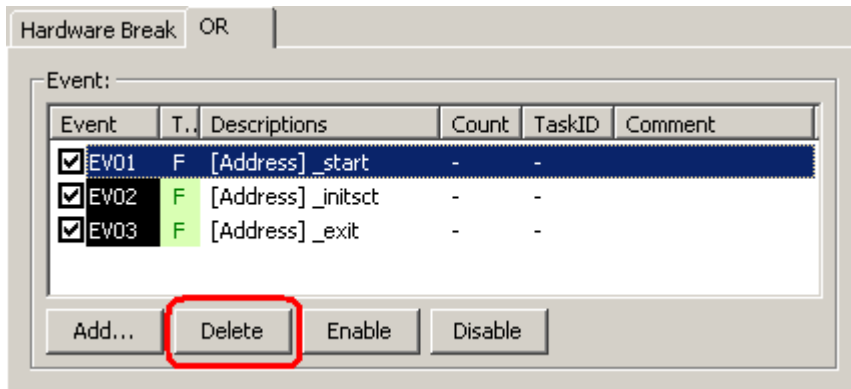 Hardware Break OR
Event:
Event T.. Descriptions Count TaskID Comment
EV01 F [Address] _start - -
EV02 F [Address] _initsct - -
EV03 F [Address] _exit - -
Add... Delete Enable Disable